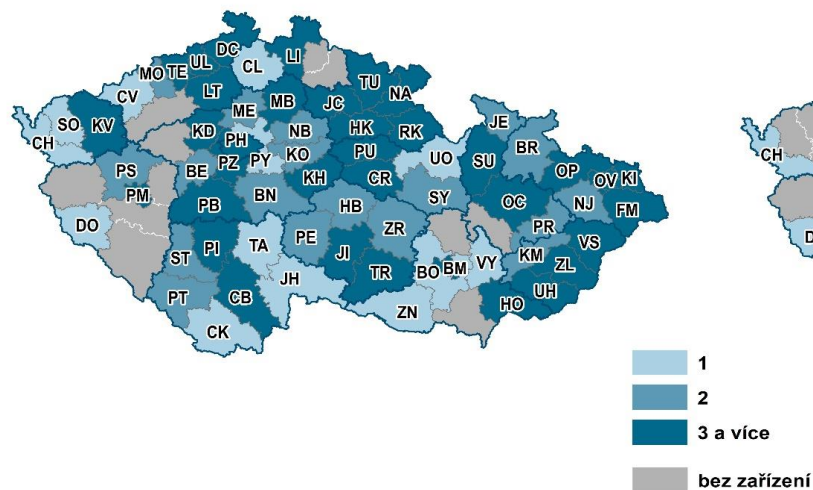 DC
LI
UL
TE
MO
CL
TU
NA
CV
LT
MB
JC
SO
KV
ME
JE
CH
KD
NB
HK
RK
PH
BR
KO
PU
UO
SU
PS
BE
PZ
PY
OP
CH
PM
KH
CR
OV
KI
BN
SY
OC
NJ
PB
HB
FM
DO
ZR
PR
PE
TA
VS
ST
PI
JI
BO
BM
VY
KM
ZL
TR
JH
PT
CB
UH
HO
ZN
CK
1
2
3 a více
bez zařízení